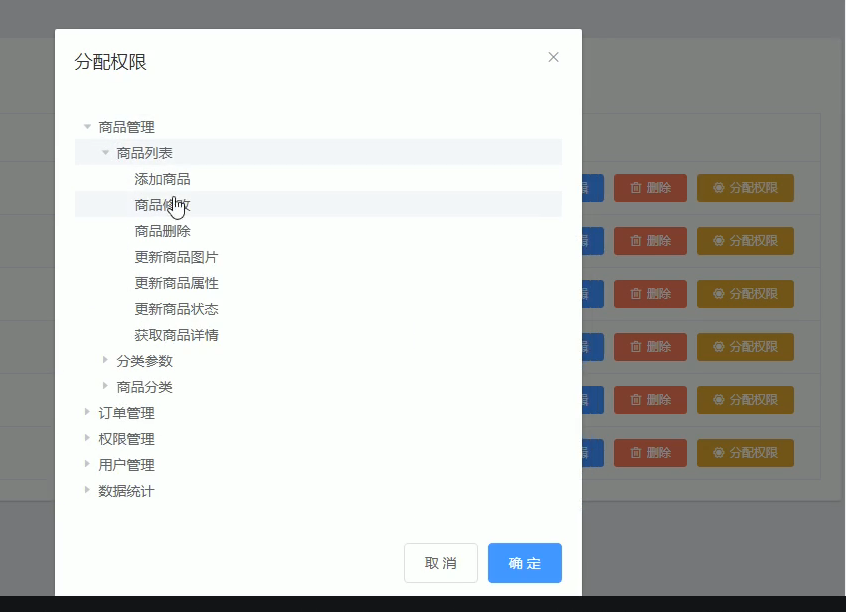 分配权限
商品管理
商品列表
添加商品
商品修改
商品删除
更新商品图片
更新商品属性
更新商品状态
获取商品详情
分类参数
商品分类
订单管理
权限管理
用户管理
数据统计
取消 确定
删除 分配权限
删除 分配权限
删除 分配权限
删除 分配权限
删除 分配权限
删除 分配权限